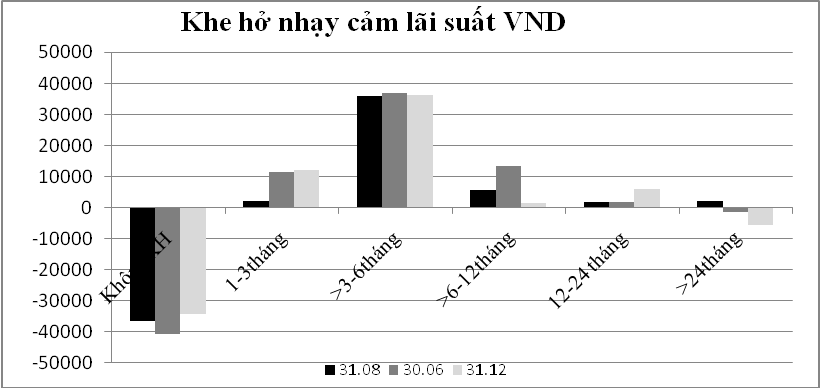 Khe hở nhạy cảm lãi suất VND
50000
40000
30000
20000
10000
0
-10000
-20000
-30000
-40000
-50000
1-3tháng
>3-6tháng
>6-12tháng
12-24 tháng
>24tháng
31.08 30.06 31.12